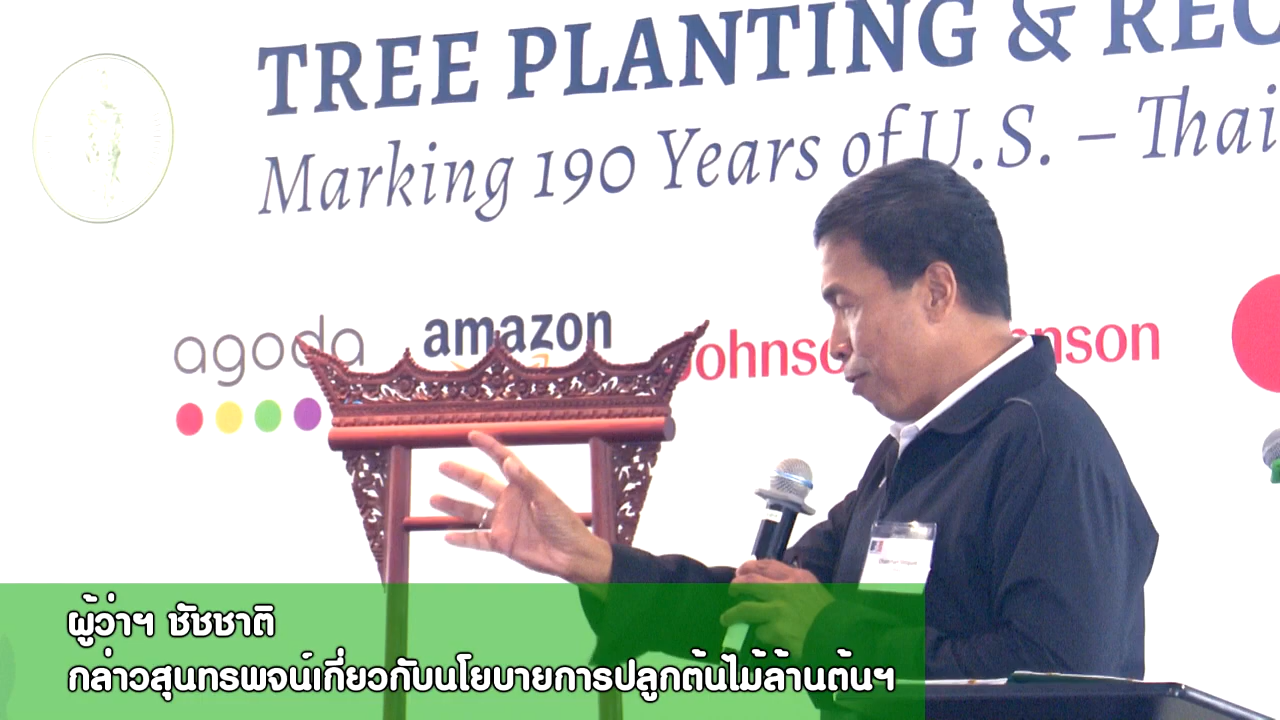 TREE PLANTING & REC
Marking 190 Years of U.S. – Thai
agoda
amazon
Johnso nson
ผู้ว่าฯ ชัชชาติ
กล่าวสุนทรพจน์เกี่ยวกับนโยบายการปลูกต้นไม้ล้านต้นฯ